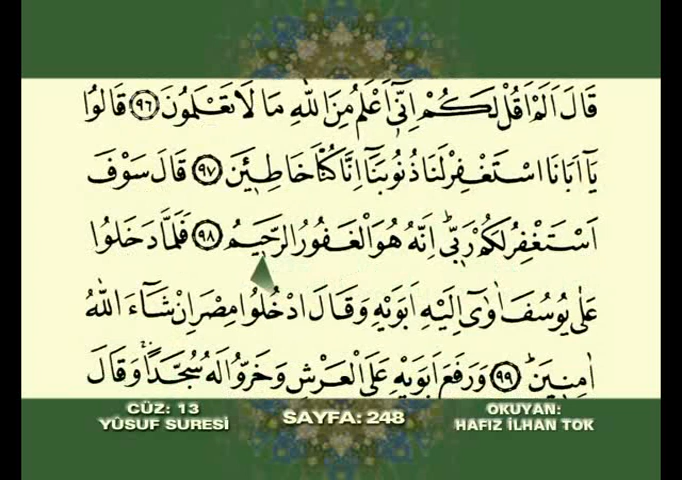 قَالَ اَلَمْ اَقُلْ لَكُمْ اِنّ۪ٓي اَعْلَمُ مِنَ اللّٰهِ مَا لَا تَعْلَمُونَ ﴿٩٦﴾ قَالُوا
يَٓا اَبَانَا اسْتَغْفِرْ لَنَا ذُنُوبَنَٓا اِنَّا كُنَّا خَاطِـ۪ٔينَ ﴿٩٧﴾ قَالَ سَوْفَ
اَسْتَغْفِرُ لَكُمْ رَبّ۪ي اِنَّهُ هُوَ الْغَفُورُ الرَّح۪يمُ ﴿٩٨﴾ فَلَمَّا دَخَلُوا
عَلٰى يُوسُفَ اٰوٰٓى اِلَيْهِ اَبَوَيْهِ وَقَالَ ادْخُلُوا مِصْرَ اِنْ شَٓاءَ اللّٰهُ
اٰمِن۪ينَ ﴿٩٩﴾ وَرَفَعَ اَبَوَيْهِ عَلَى الْعَرْشِ وَخَرُّوا لَهُ سُجَّدًا وَقَالَ
CÜZ: 13
YÛSUF SURESİ
SAYFA: 248
OKUYAN:
HAFIZ İLHAN TOK